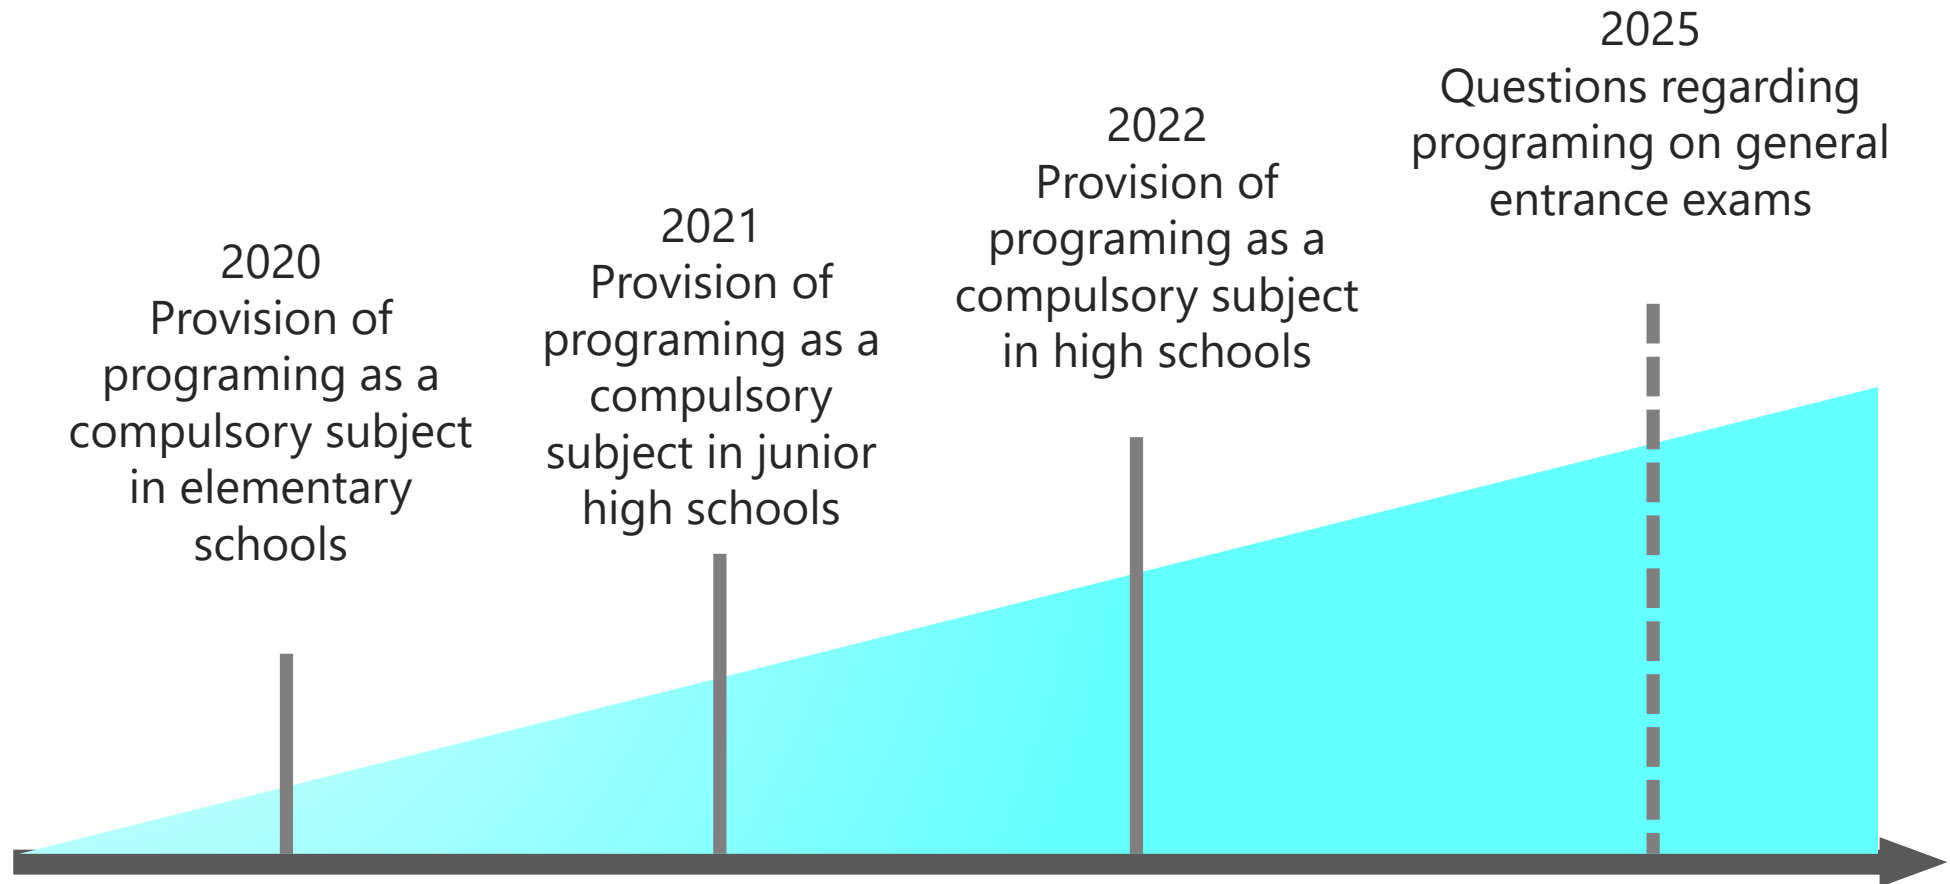 2020
Provision of
programing as a
compulsory subject
in elementary
schools
2021
Provision of
programing as a
compulsory
subject in junior
high schools
2022
Provision of
programing as a
compulsory subject
in high schools
2025
Questions regarding
programing on general
entrance exams